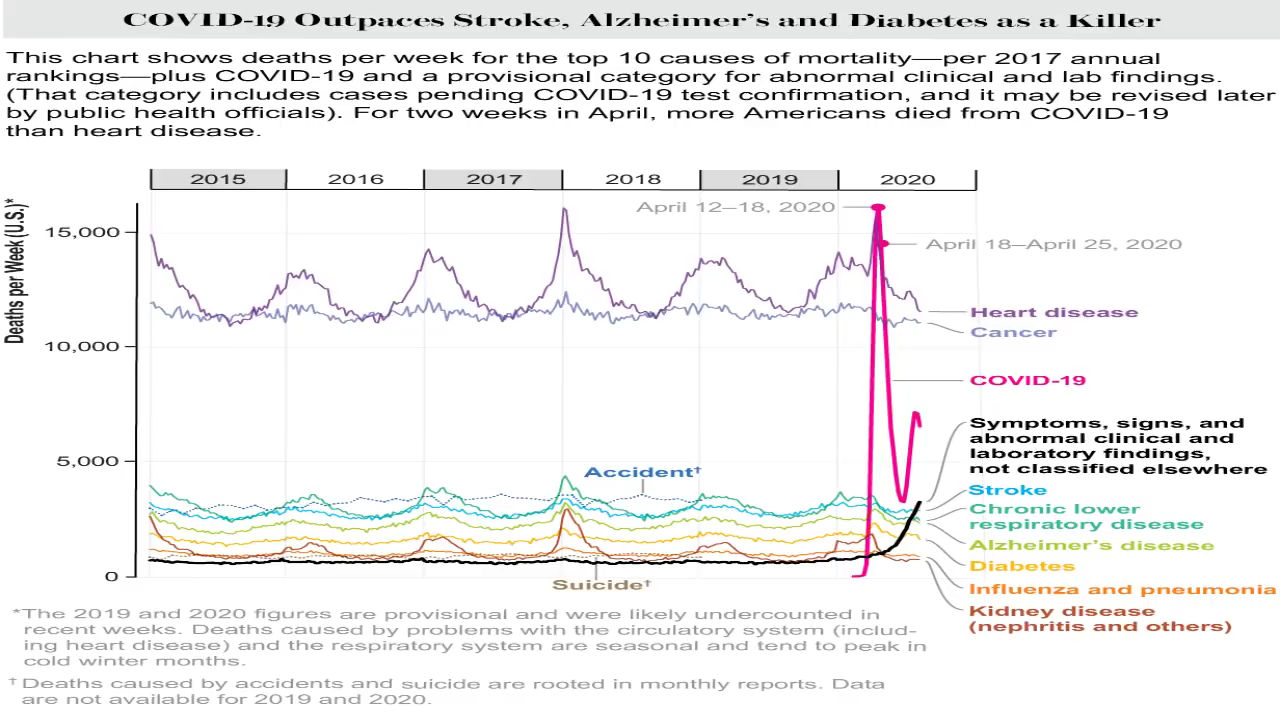 COVID-19 Outpaces Stroke, Alzheimer's and Diabetes as a Killer
This chart shows deaths per week for the top 10 causes of mortality—per 2017 annual
rankings—plus COVID-19 and a provisional category for abnormal clinical and lab findings.
(That category includes cases pending COVID-19 test confirmation, and it may be revised later
by public health officials). For two weeks in April, more Americans died from COVID-19
than heart disease.
2015 2016 2017 2018 2019 2020
Deaths per Week (U.S.)*
April 12–18, 2020
15,000
April 18–April 25, 2020
Heart disease
Cancer
10,000
COVID-19
Symptoms, signs, and
abnormal clinical and
laboratory findings,
not classified elsewhere
5,000
Accident†
Stroke
Chronic lower
respiratory disease
Alzheimer's disease
Diabetes
0
Suicide†
Influenza and pneumonia
Kidney disease
(nephritis and others)
*The 2019 and 2020 figures are provisional and were likely undercounted in
recent weeks. Deaths caused by problems with the circulatory system (includ-
ing heart disease) and the respiratory system are seasonal and tend to peak in
cold winter months.
†Deaths caused by accidents and suicide are rooted in monthly reports. Data
are not available for 2019 and 2020.